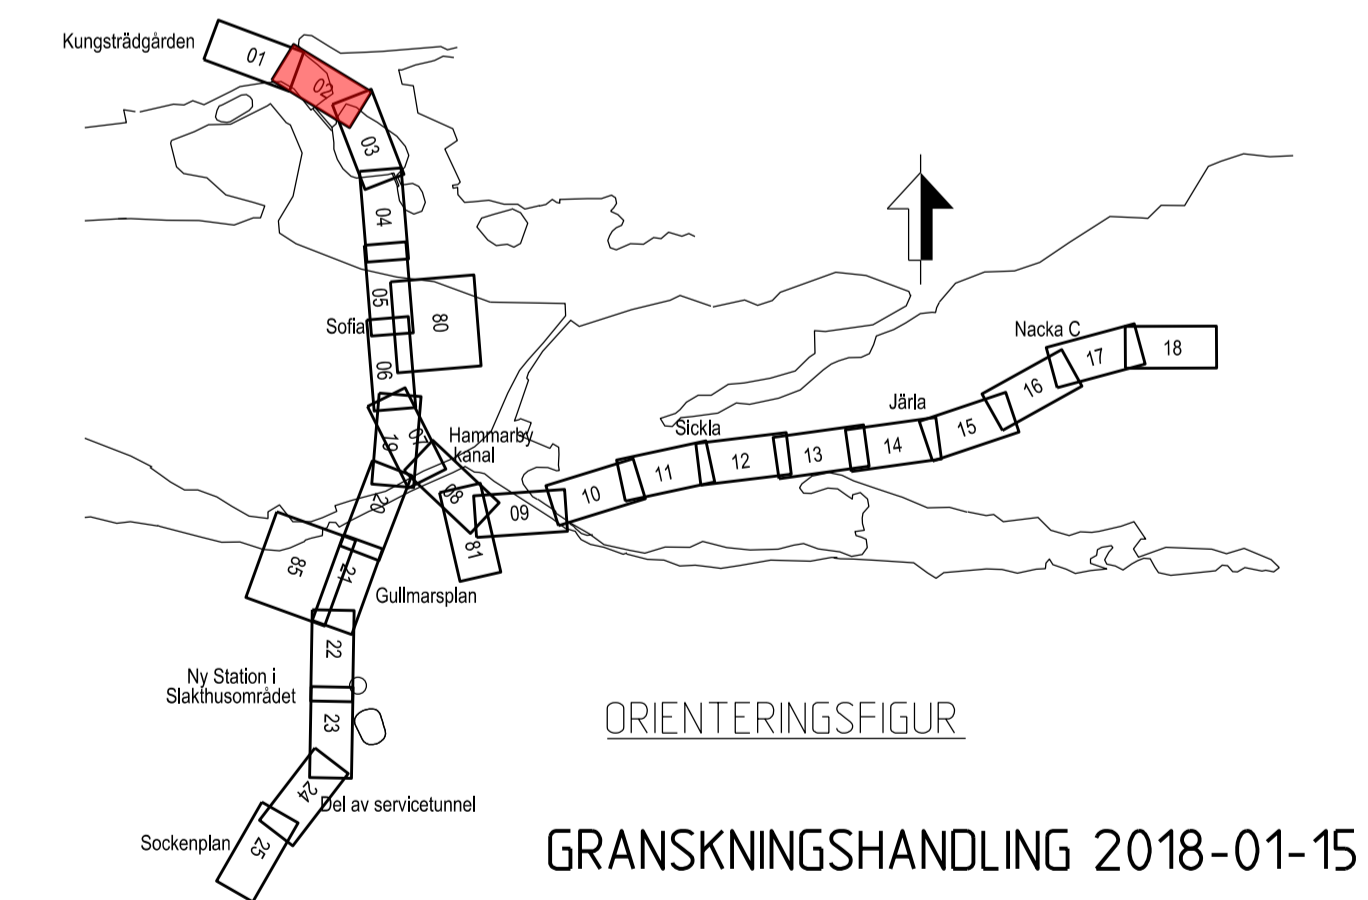 Kungsträdgården
01
02
03
04
05
80
Sofia
06
19
07
Hammarby
kanal
20
08
81
09
10
Sickla
11
12
13
Järla
14
15
16
Nacka C
17
18
85
21
Gullmarsplan
22
Ny Station i
Slakthusområdet
23
24
Del av servicetunnel
Sockenplan
25
ORIENTERINGSFIGUR
GRANSKNINGSHANDLING 2018-01-15